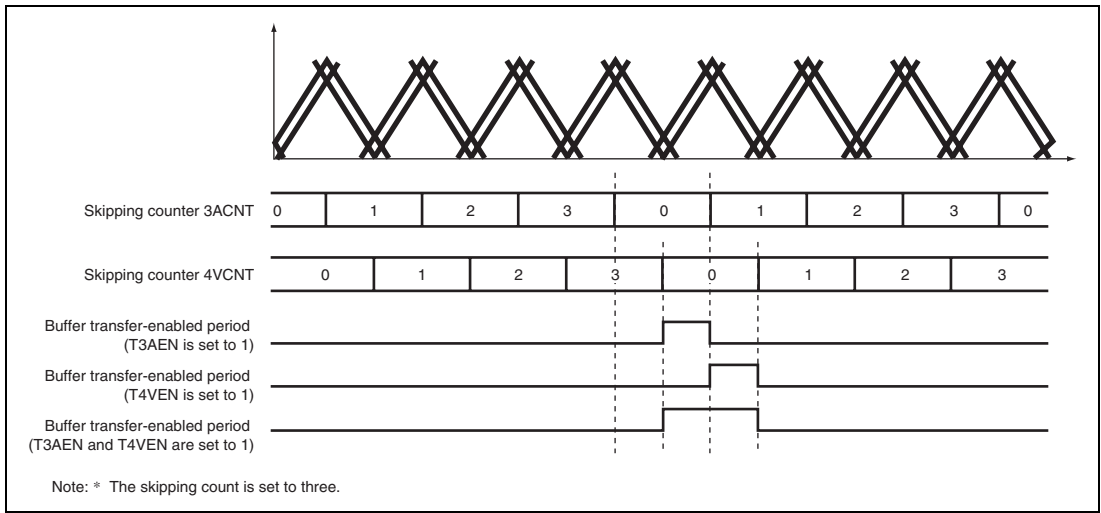 Skipping counter 3ACNT 0 1 2 3 0 1 2 3 0
Skipping counter 4VCNT 0 1 2 3 0 1 2 3
Buffer transfer-enabled period
(T3AEN is set to 1)
Buffer transfer-enabled period
(T4VEN is set to 1)
Buffer transfer-enabled period
(T3AEN and T4VEN are set to 1)
Note: * The skipping count is set to three.